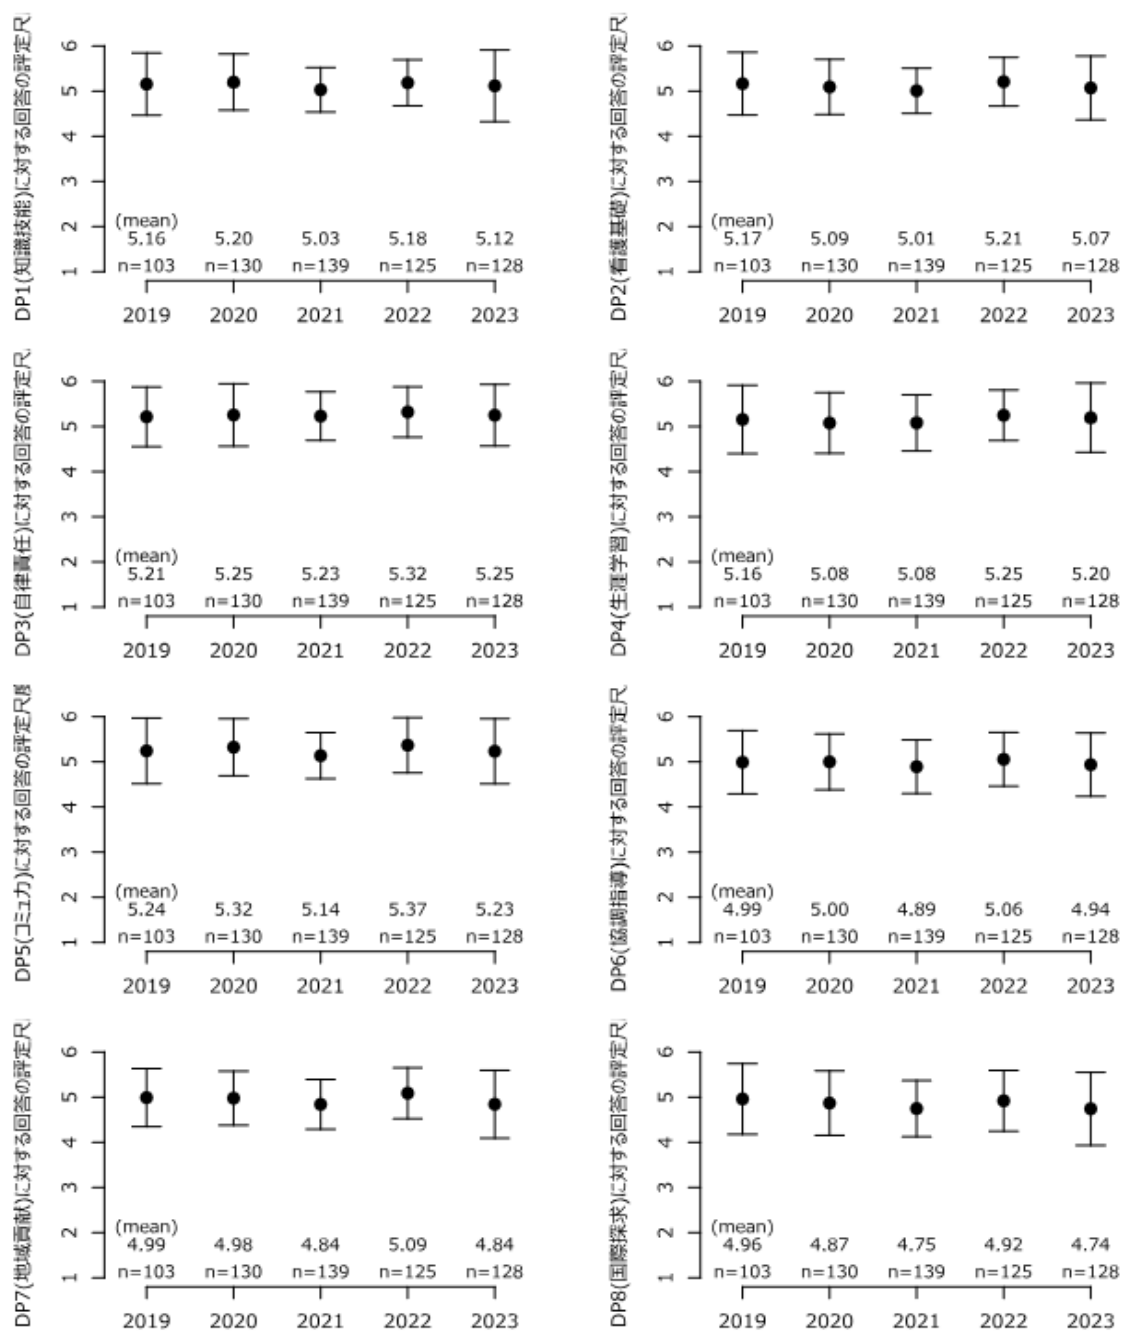 DP1(知識技能)に対する回答の評定尺
6
5
4
3
2
1
(mean)
5.16 5.20 5.03 5.18 5.12
n=103 n=130 n=139 n=125 n=128
2019 2020 2021 2022 2023
DP2(看護基礎)に対する回答の評定尺
6
5
4
3
2
1
(mean)
5.17 5.09 5.01 5.21 5.07
n=103 n=130 n=139 n=125 n=128
2019 2020 2021 2022 2023
DP3(自律責任)に対する回答の評定尺
6
5
4
3
2
1
(mean)
5.21 5.25 5.23 5.32 5.25
n=103 n=130 n=139 n=125 n=128
2019 2020 2021 2022 2023
DP4(生涯学習)に対する回答の評定尺
6
5
4
3
2
1
(mean)
5.16 5.08 5.08 5.25 5.20
n=103 n=130 n=139 n=125 n=128
2019 2020 2021 2022 2023
DP5(コミュ力)に対する回答の評定尺度
6
5
4
3
2
1
(mean)
5.24 5.32 5.14 5.37 5.23
n=103 n=130 n=139 n=125 n=128
2019 2020 2021 2022 2023
DP6(協調指導)に対する回答の評定尺
6
5
4
3
2
1
(mean)
4.99 5.00 4.89 5.06 4.94
n=103 n=130 n=139 n=125 n=128
2019 2020 2021 2022 2023
DP7(地域貢献)に対する回答の評定尺
6
5
4
3
2
1
(mean)
4.99 4.98 4.84 5.09 4.84
n=103 n=130 n=139 n=125 n=128
2019 2020 2021 2022 2023
DP8(国際探求)に対する回答の評定尺
6
5
4
3
2
1
(mean)
4.96 4.87 4.75 4.92 4.74
n=103 n=130 n=139 n=125 n=128
2019 2020 2021 2022 2023